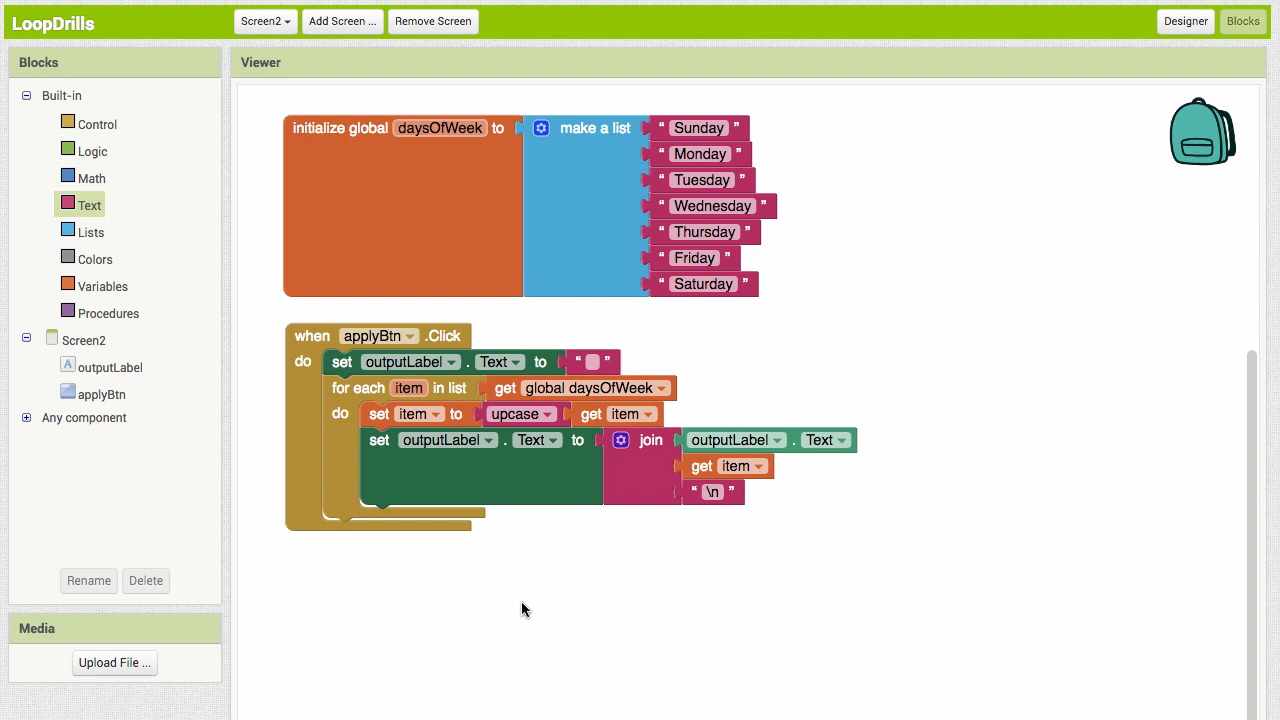 LoopDrills Screen2 Add Screen ... Remove Screen Designer Blocks
Blocks
Built-in
Control
Logic
Math
Text
Lists
Colors
Variables
Procedures
Screen2
A outputLabel
applyBtn
Any component
Rename Delete
Media
Upload File ...
Viewer
initialize global daysOfWeek to make a list “ Sunday ”
“ Monday ”
“ Tuesday ”
“ Wednesday ”
“ Thursday ”
“ Friday ”
“ Saturday ”
when applyBtn .Click
do set outputLabel . Text to “ ”
for each item in list get global daysOfWeek
do set item to upcase get item
set outputLabel . Text to join outputLabel . Text
get item
“ \n ”